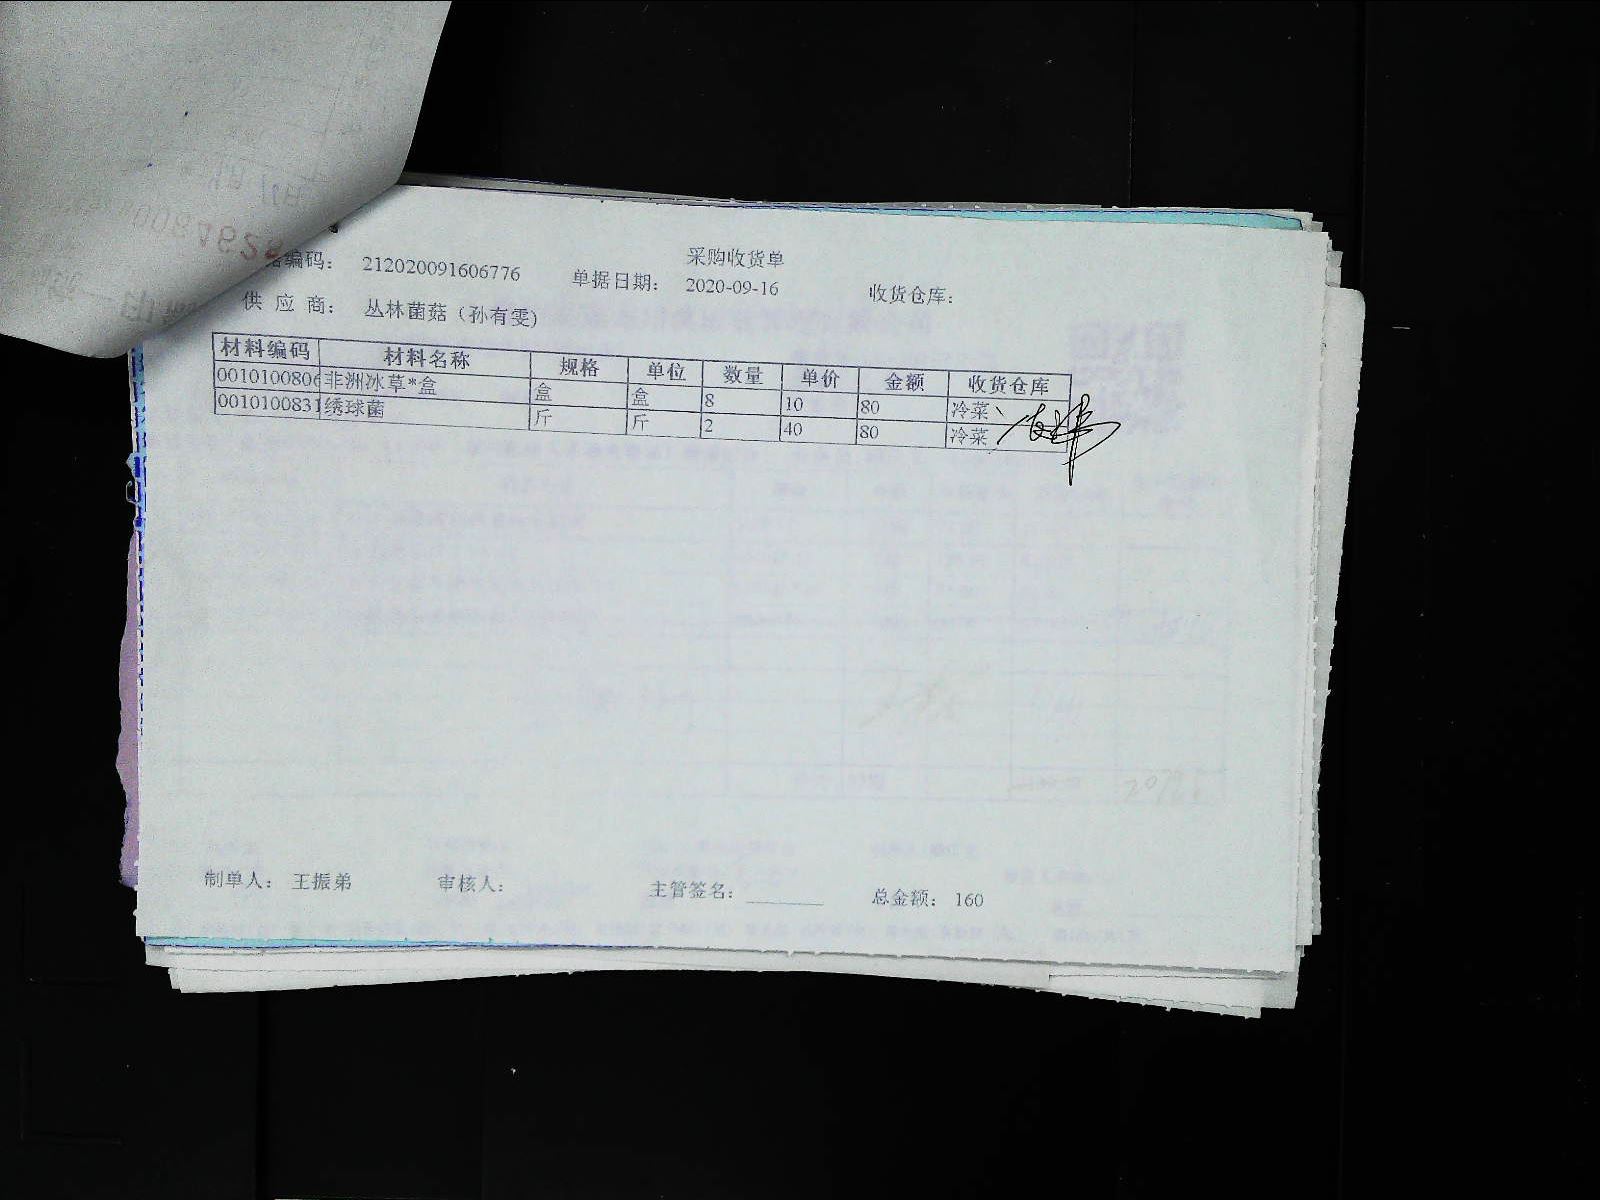 采购收货单
据编码： 212020091606776 单据日期： 2020-09-16 收货仓库：
供 应 商： 丛林菌菇（孙有雯）
材料编码 材料名称 规格 单位 数量 单价 金额 收货仓库
0010100806 非洲冰草*盒 盒 盒 8 10 80 冷菜
0010100831 绣球菌 斤 斤 2 40 80 冷菜
制单人： 王振弟 审核人： 主管签名： 总金额： 160